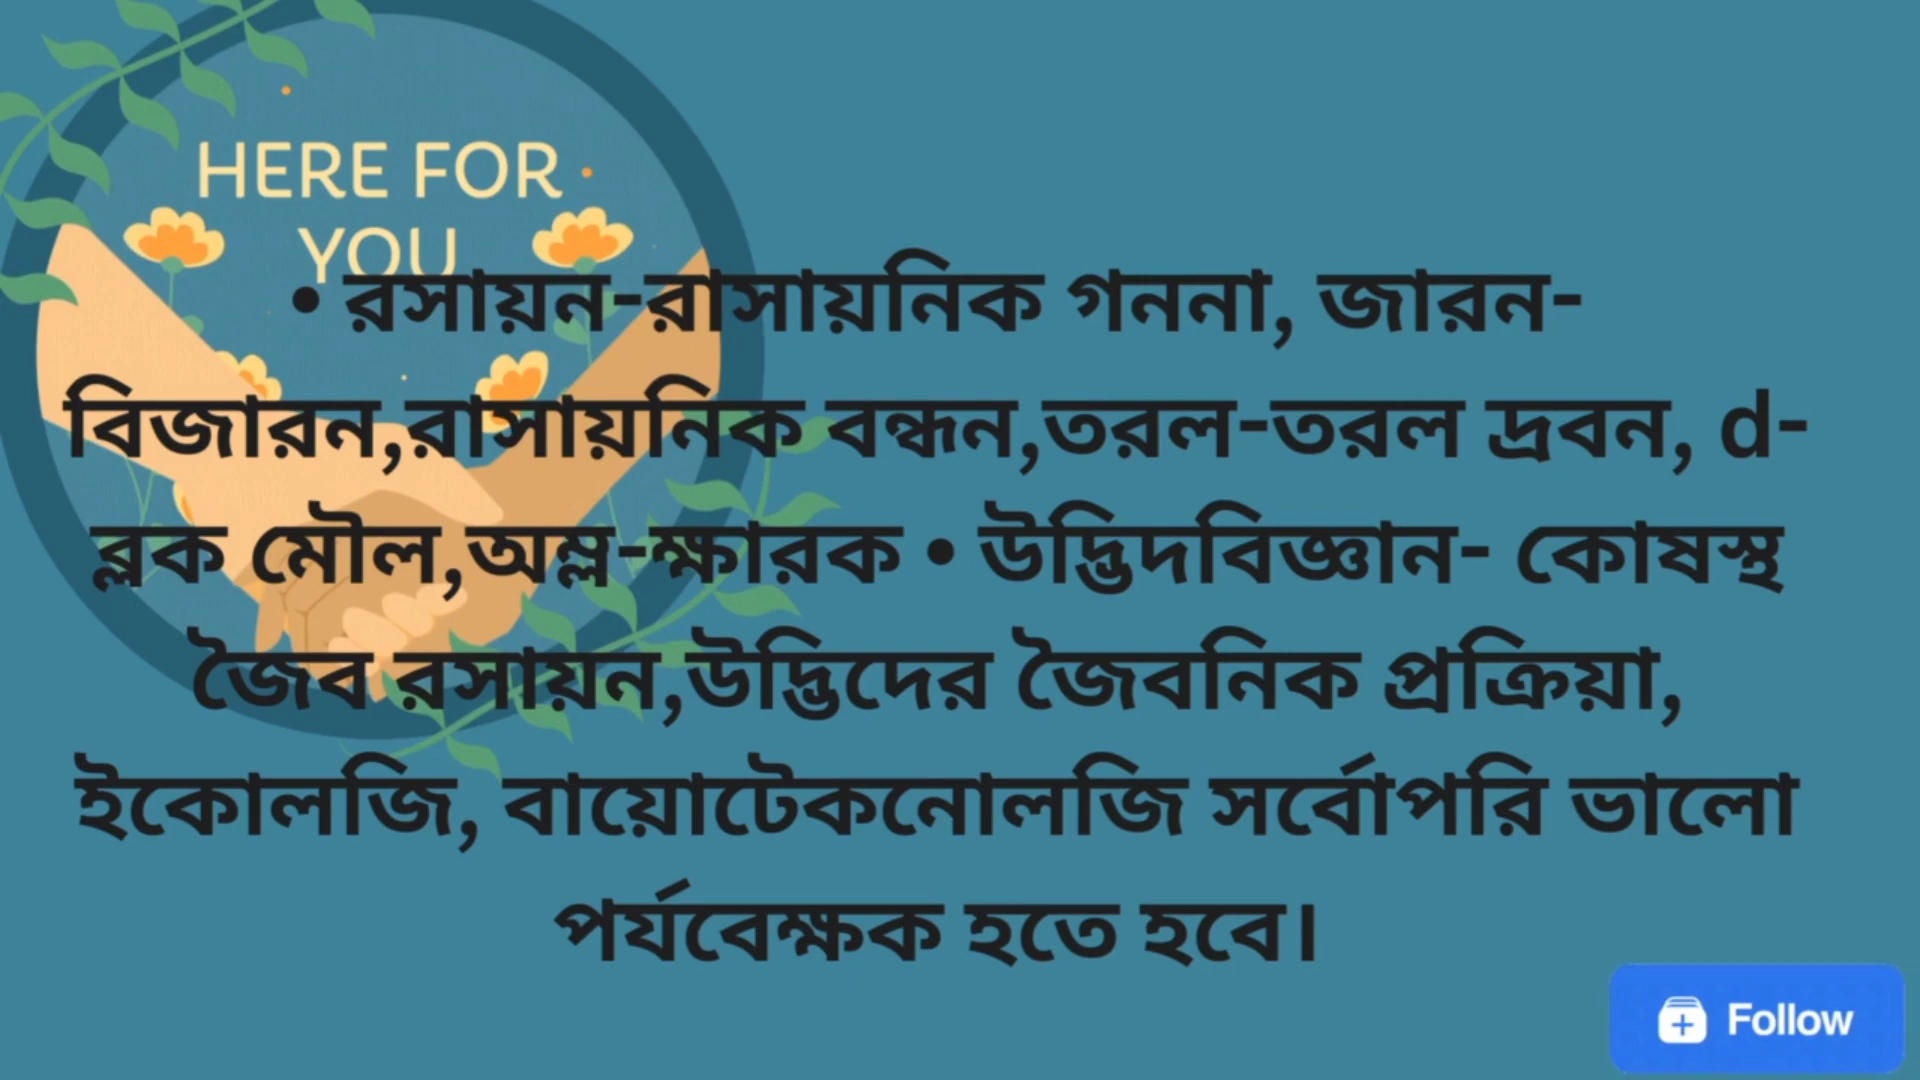 HERE FOR
YOU
• রসায়ন-রাসায়নিক গননা, জারন-
বিজারন,রাসায়নিক বন্ধন,তরল-তরল দ্রবন, d-
ব্লক মৌল,অম্ল-ক্ষারক • উদ্ভিদবিজ্ঞান- কোষস্থ
জৈব রসায়ন,উদ্ভিদের জৈবনিক প্রক্রিয়া,
ইকোলজি, বায়োটেকনোলজি সর্বোপরি ভালো
পর্যবেক্ষক হতে হবে।
Follow